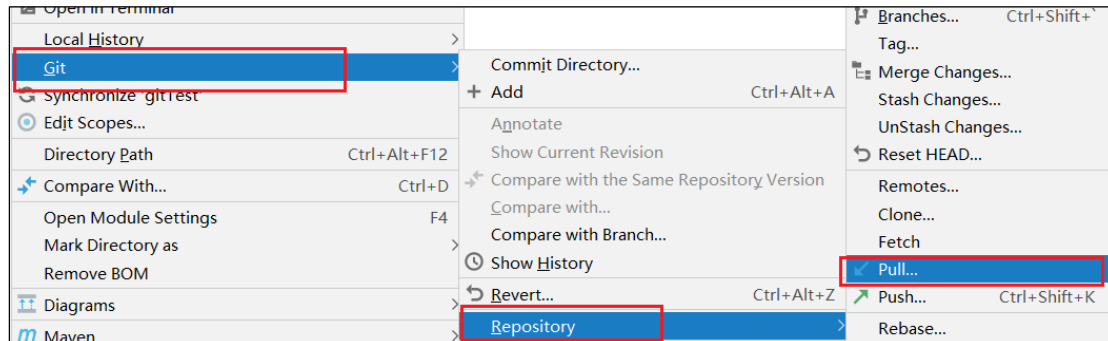 Open in Terminal
Local History
Git
Synchronize 'gitTest'
Edit Scopes...
Directory Path Ctrl+Alt+F12
Compare With... Ctrl+D
Open Module Settings F4
Mark Directory as
Remove BOM
Diagrams
Maven
Commit Directory...
Add Ctrl+Alt+A
Annotate
Show Current Revision
Compare with the Same Repository Version
Compare with...
Compare with Branch...
Show History
Revert... Ctrl+Alt+Z
Repository
Branches... Ctrl+Shift+`
Tag...
Merge Changes...
Stash Changes...
UnStash Changes...
Reset HEAD...
Remotes...
Clone...
Fetch
Pull...
Push... Ctrl+Shift+K
Rebase...